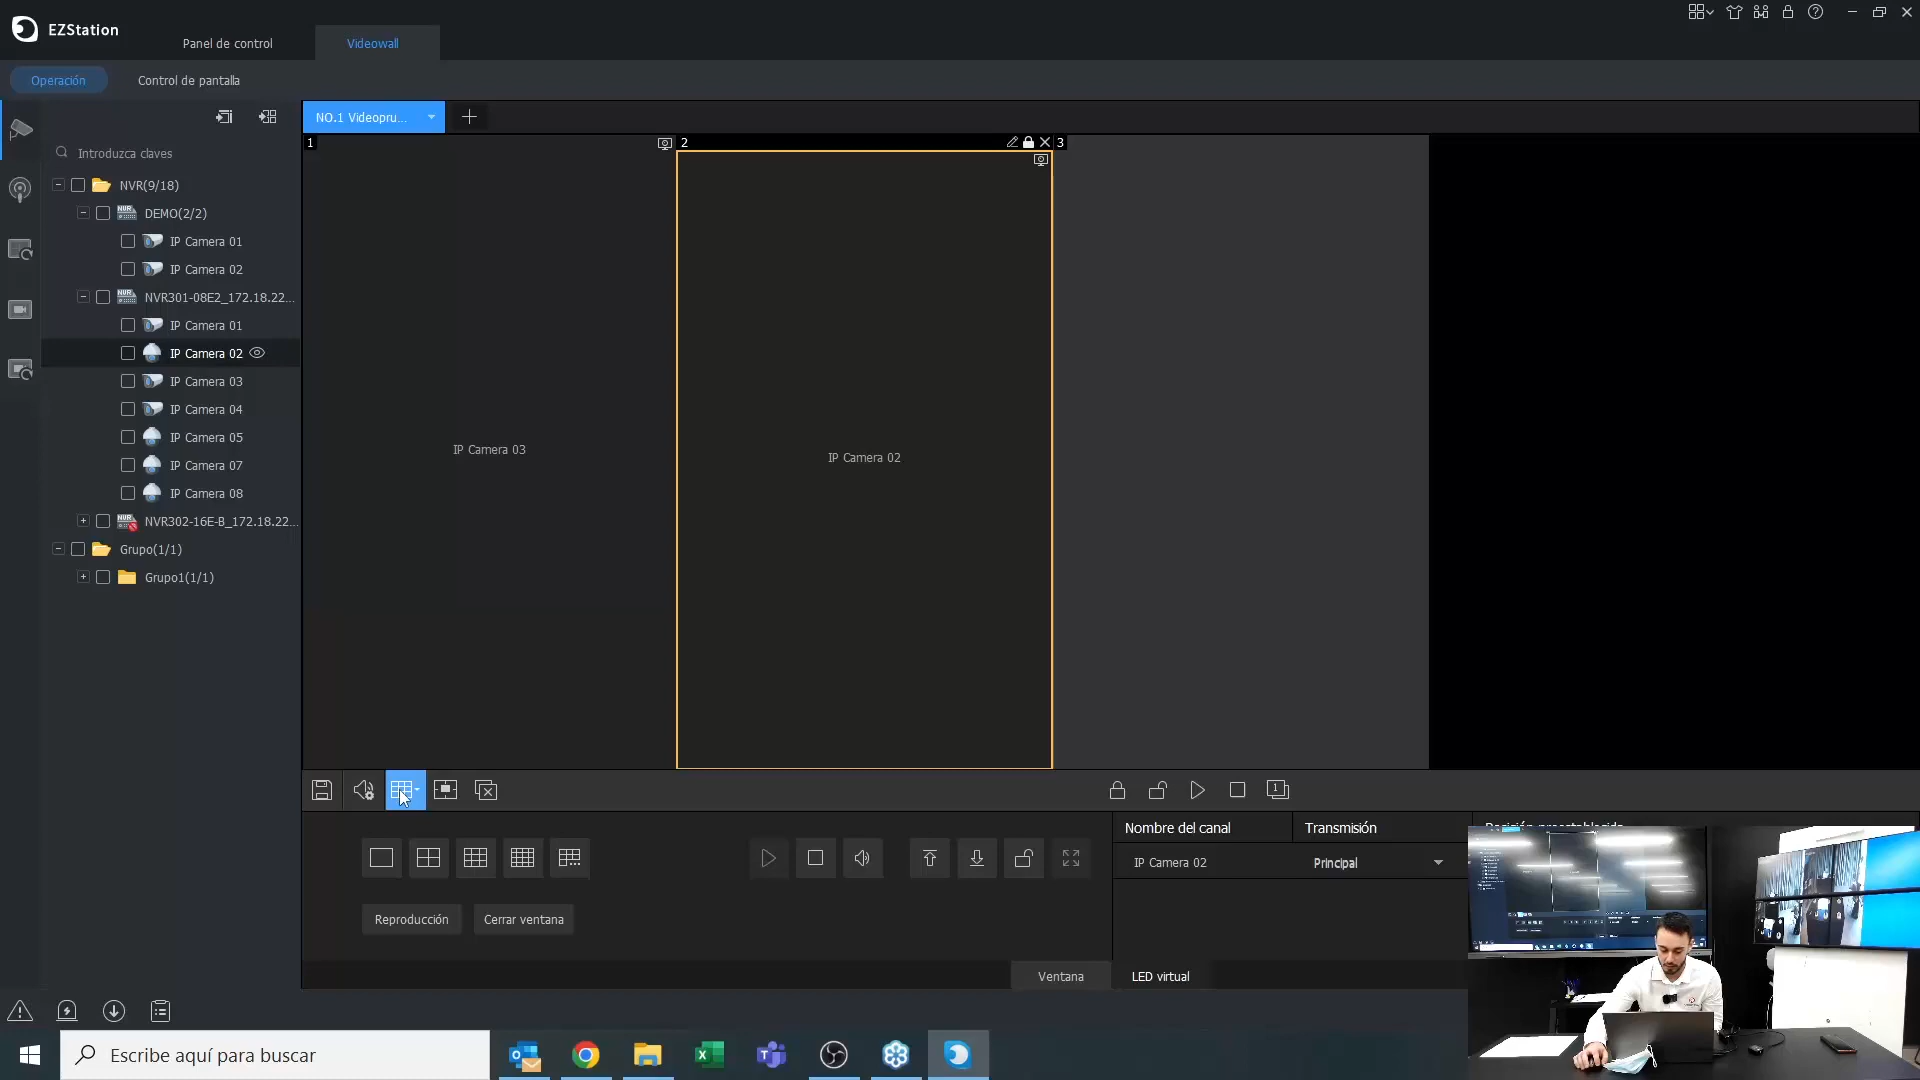 EZStation
Panel de control
Videowall
Operación
Control de pantalla
NO.1 Videopru...
Introduzca claves
1
2
3
NVR(9/18)
DEMO(2/2)
IP Camera 01
IP Camera 02
NVR301-08E2_172.18.22...
IP Camera 01
IP Camera 02
IP Camera 03
IP Camera 04
IP Camera 05
IP Camera 07
IP Camera 08
NVR302-16E-B_172.18.22...
Grupo(1/1)
Grupo1(1/1)
IP Camera 03
IP Camera 02
1
Nombre del canal
Transmisión
IP Camera 02
Principal
Reproducción
Cerrar ventana
Ventana
LED virtual
Escribe aquí para buscar